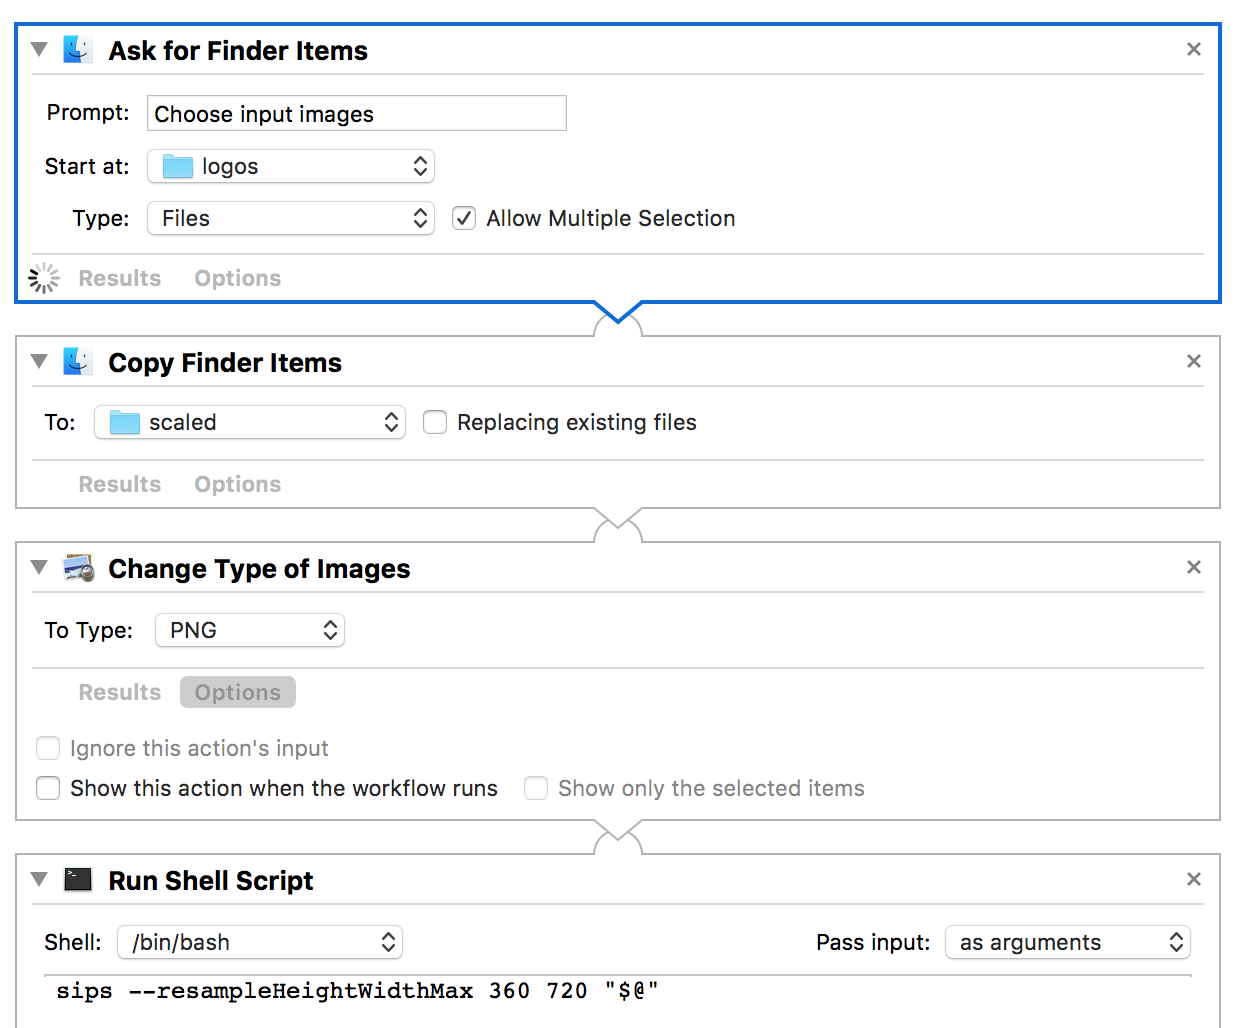 Ask for Finder Items
Prompt: Choose input images
Start at: logos
Type: Files Allow Multiple Selection
Results Options
Copy Finder Items
To: scaled Replacing existing files
Results Options
Change Type of Images
To Type: PNG
Results Options
Ignore this action's input
Show this action when the workflow runs Show only the selected items
Run Shell Script
Shell: /bin/bash Pass input: as arguments
sips --resampleHeightWidthMax 360 720 "$@"